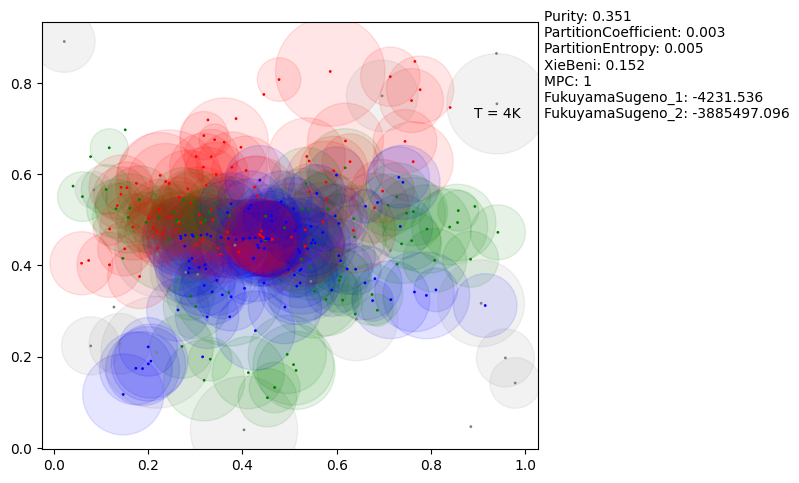 Purity: 0.351
PartitionCoefficient: 0.003
PartitionEntropy: 0.005
XieBeni: 0.152
MPC: 1
FukuyamaSugeno_1: -4231.536
FukuyamaSugeno_2: -3885497.096
T = 4K
0.8
0.6
0.4
0.2
0.0
0.0 0.2 0.4 0.6 0.8 1.0